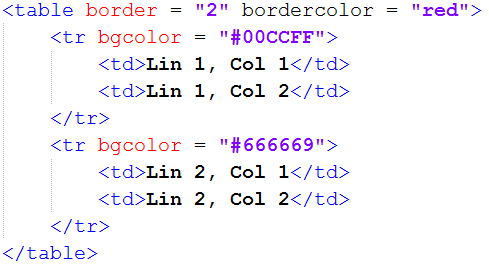 <table border = "2" bordercolor = "red">
<tr bgcolor = "#00CCFF">
<td>Lin 1, Col 1</td>
<td>Lin 1, Col 2</td>
</tr>
<tr bgcolor = "#666669">
<td>Lin 2, Col 1</td>
<td>Lin 2, Col 2</td>
</tr>
</table>